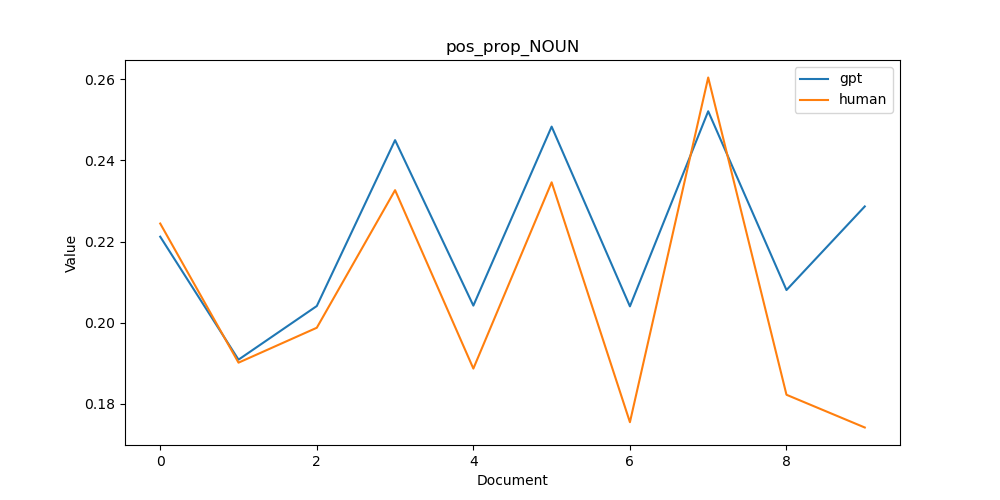 pos_prop_NOUN
gpt
human
0.26
0.24
0.22
0.20
0.18
Value
0 2 4 6 8
Document